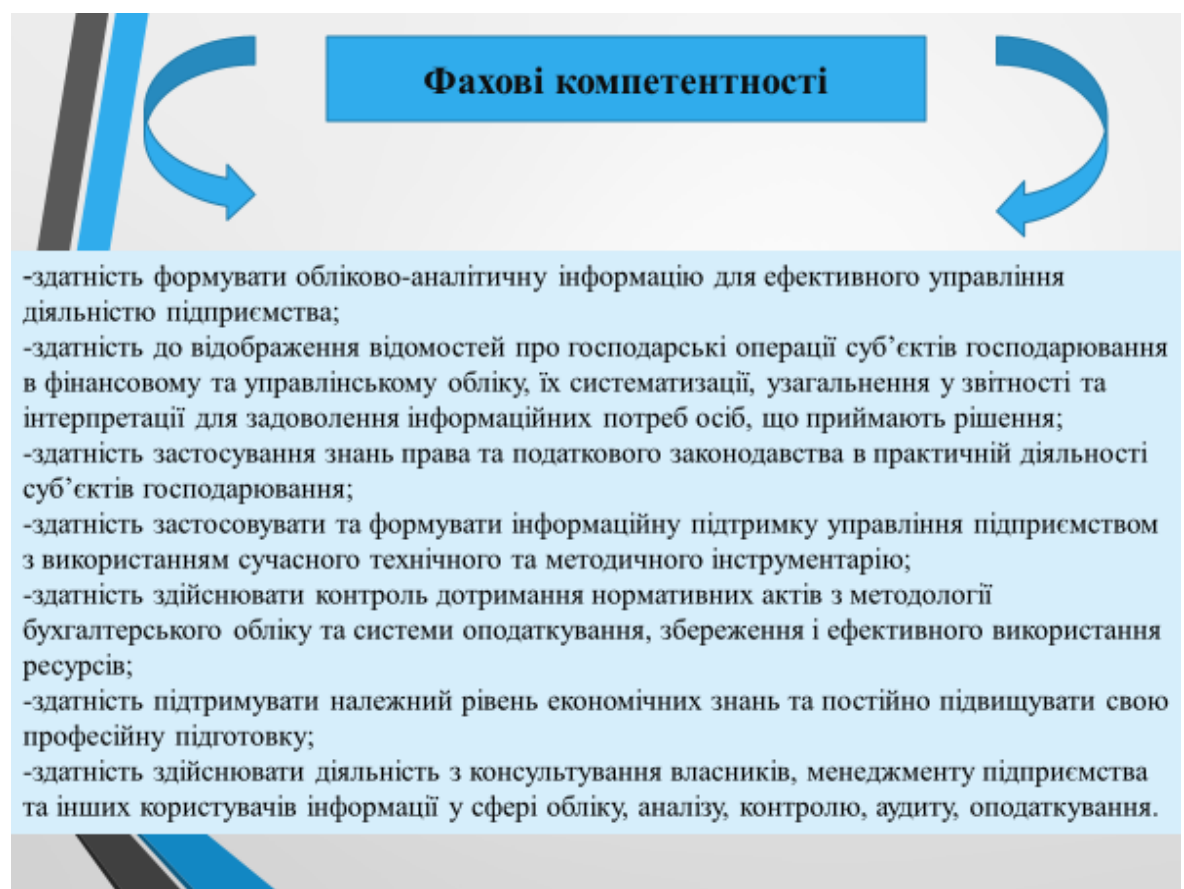 Фахові компетентності
-здатність формувати обліково-аналітичну інформацію для ефективного управління
діяльністю підприємства;
-здатність до відображення відомостей про господарські операції суб’єктів господарювання
в фінансовому та управлінському обліку, їх систематизації, узагальнення у звітності та
інтерпретації для задоволення інформаційних потреб осіб, що приймають рішення;
-здатність застосування знань права та податкового законодавства в практичній діяльності
суб’єктів господарювання;
-здатність застосовувати та формувати інформаційну підтримку управління підприємством
з використанням сучасного технічного та методичного інструментарію;
-здатність здійснювати контроль дотримання нормативних актів з методології
бухгалтерського обліку та системи оподаткування, збереження і ефективного використання
ресурсів;
-здатність підтримувати належний рівень економічних знань та постійно підвищувати свою
професійну підготовку;
-здатність здійснювати діяльність з консультування власників, менеджменту підприємства
та інших користувачів інформації у сфері обліку, аналізу, контролю, аудиту, оподаткування.